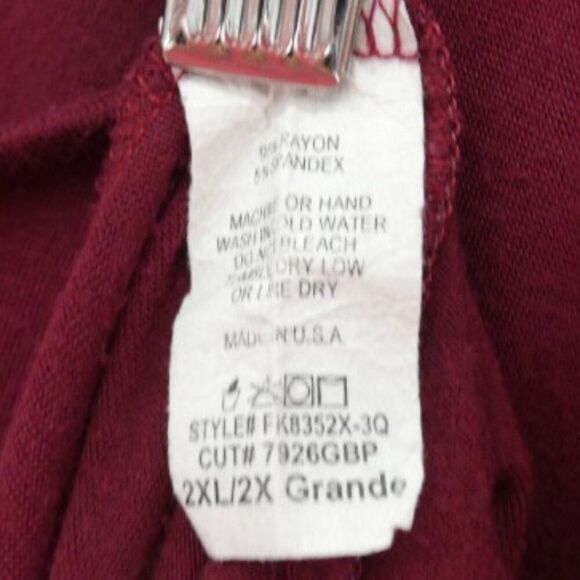 RAYON
5% SPANDEX
MACHINE OR HAND
WASH IN COLD WATER
DO NOT BLEACH
TUMBLE DRY LOW
OR LINE DRY
MADE IN U.S.A
STYLE# FK8352X-3Q
CUT# 7926GBP
2XL/2X Grande